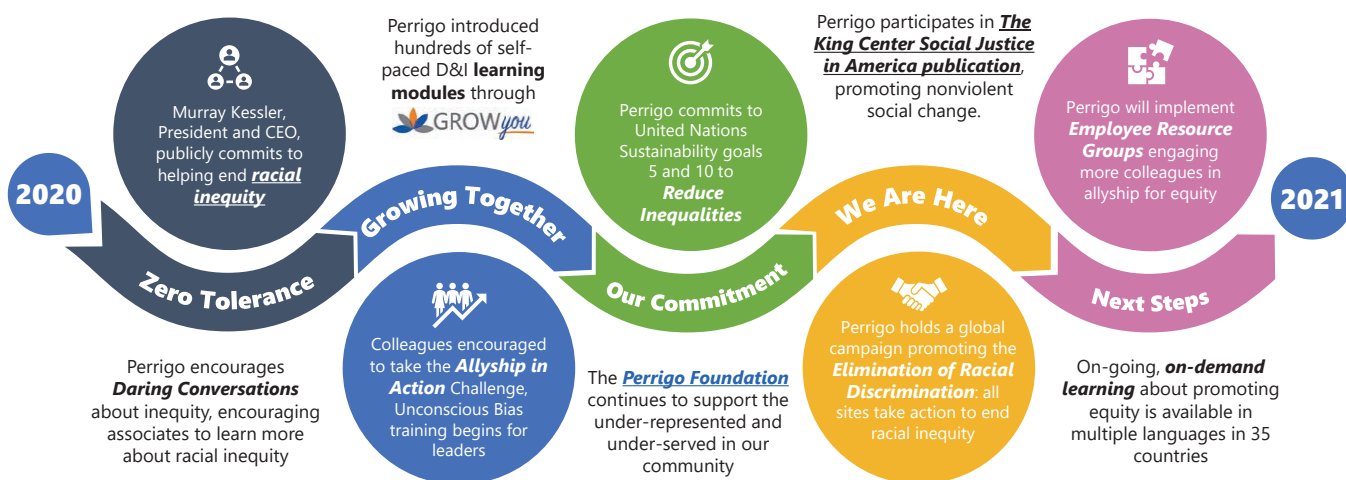 2020
Murray Kessler,
President and CEO,
publicly commits to
helping end racial
inequity
Zero Tolerance
Perrigo encourages
Daring Conversations
about inequity, encouraging
associates to learn more
about racial inequity
Perrigo introduced
hundreds of self-
paced D&I learning
modules through
GROWyou
Growing Together
Colleagues encouraged
to take the Allyship in
Action Challenge,
Unconscious Bias
training begins for
leaders
Perrigo commits to
United Nations
Sustainability goals
5 and 10 to
Reduce
Inequalities
Our Commitment
The Perrigo Foundation
continues to support the
under-represented and
under-served in our
community
Perrigo participates in The
King Center Social Justice
in America publication,
promoting nonviolent
social change.
We Are Here
Perrigo holds a global
campaign promoting the
Elimination of Racial
Discrimination: all
sites take action to end
racial inequity
Perrigo will implement
Employee Resource
Groups engaging
more colleagues in
allyship for equity
Next Steps
On-going, on-demand
learning about promoting
equity is available in
multiple languages in 35
countries
2021